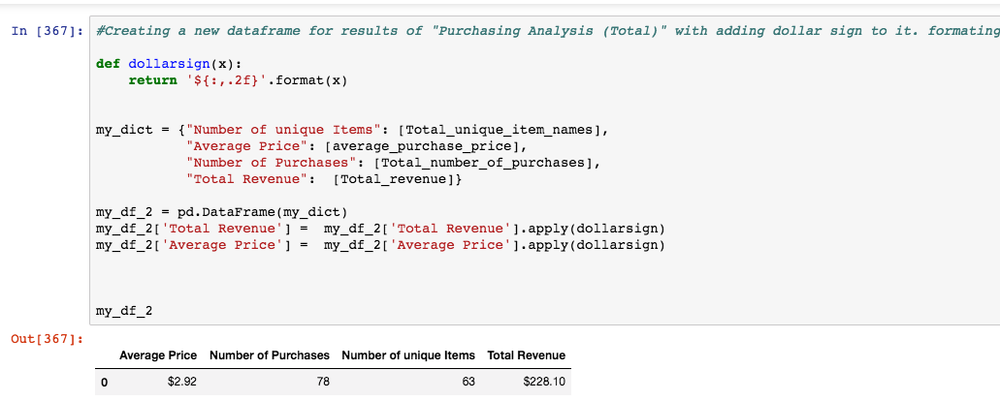 In [367]: #Creating a new dataframe for results of "Purchasing Analysis (Total)" with adding dollar sign to it. formating
def dollarsign(x):
    return '${:,.2f}'.format(x)
my_dict = {"Number of unique Items": [Total_unique_item_names],
           "Average Price": [average_purchase_price],
           "Number of Purchases": [Total_number_of_purchases],
           "Total Revenue":  [Total_revenue]}
my_df_2 = pd.DataFrame(my_dict)
my_df_2['Total Revenue'] =  my_df_2['Total Revenue'].apply(dollarsign)
my_df_2['Average Price'] =  my_df_2['Average Price'].apply(dollarsign)
my_df_2
Out[367]:
Average Price Number of Purchases Number of unique Items Total Revenue
0 $2.92 78 63 $228.10